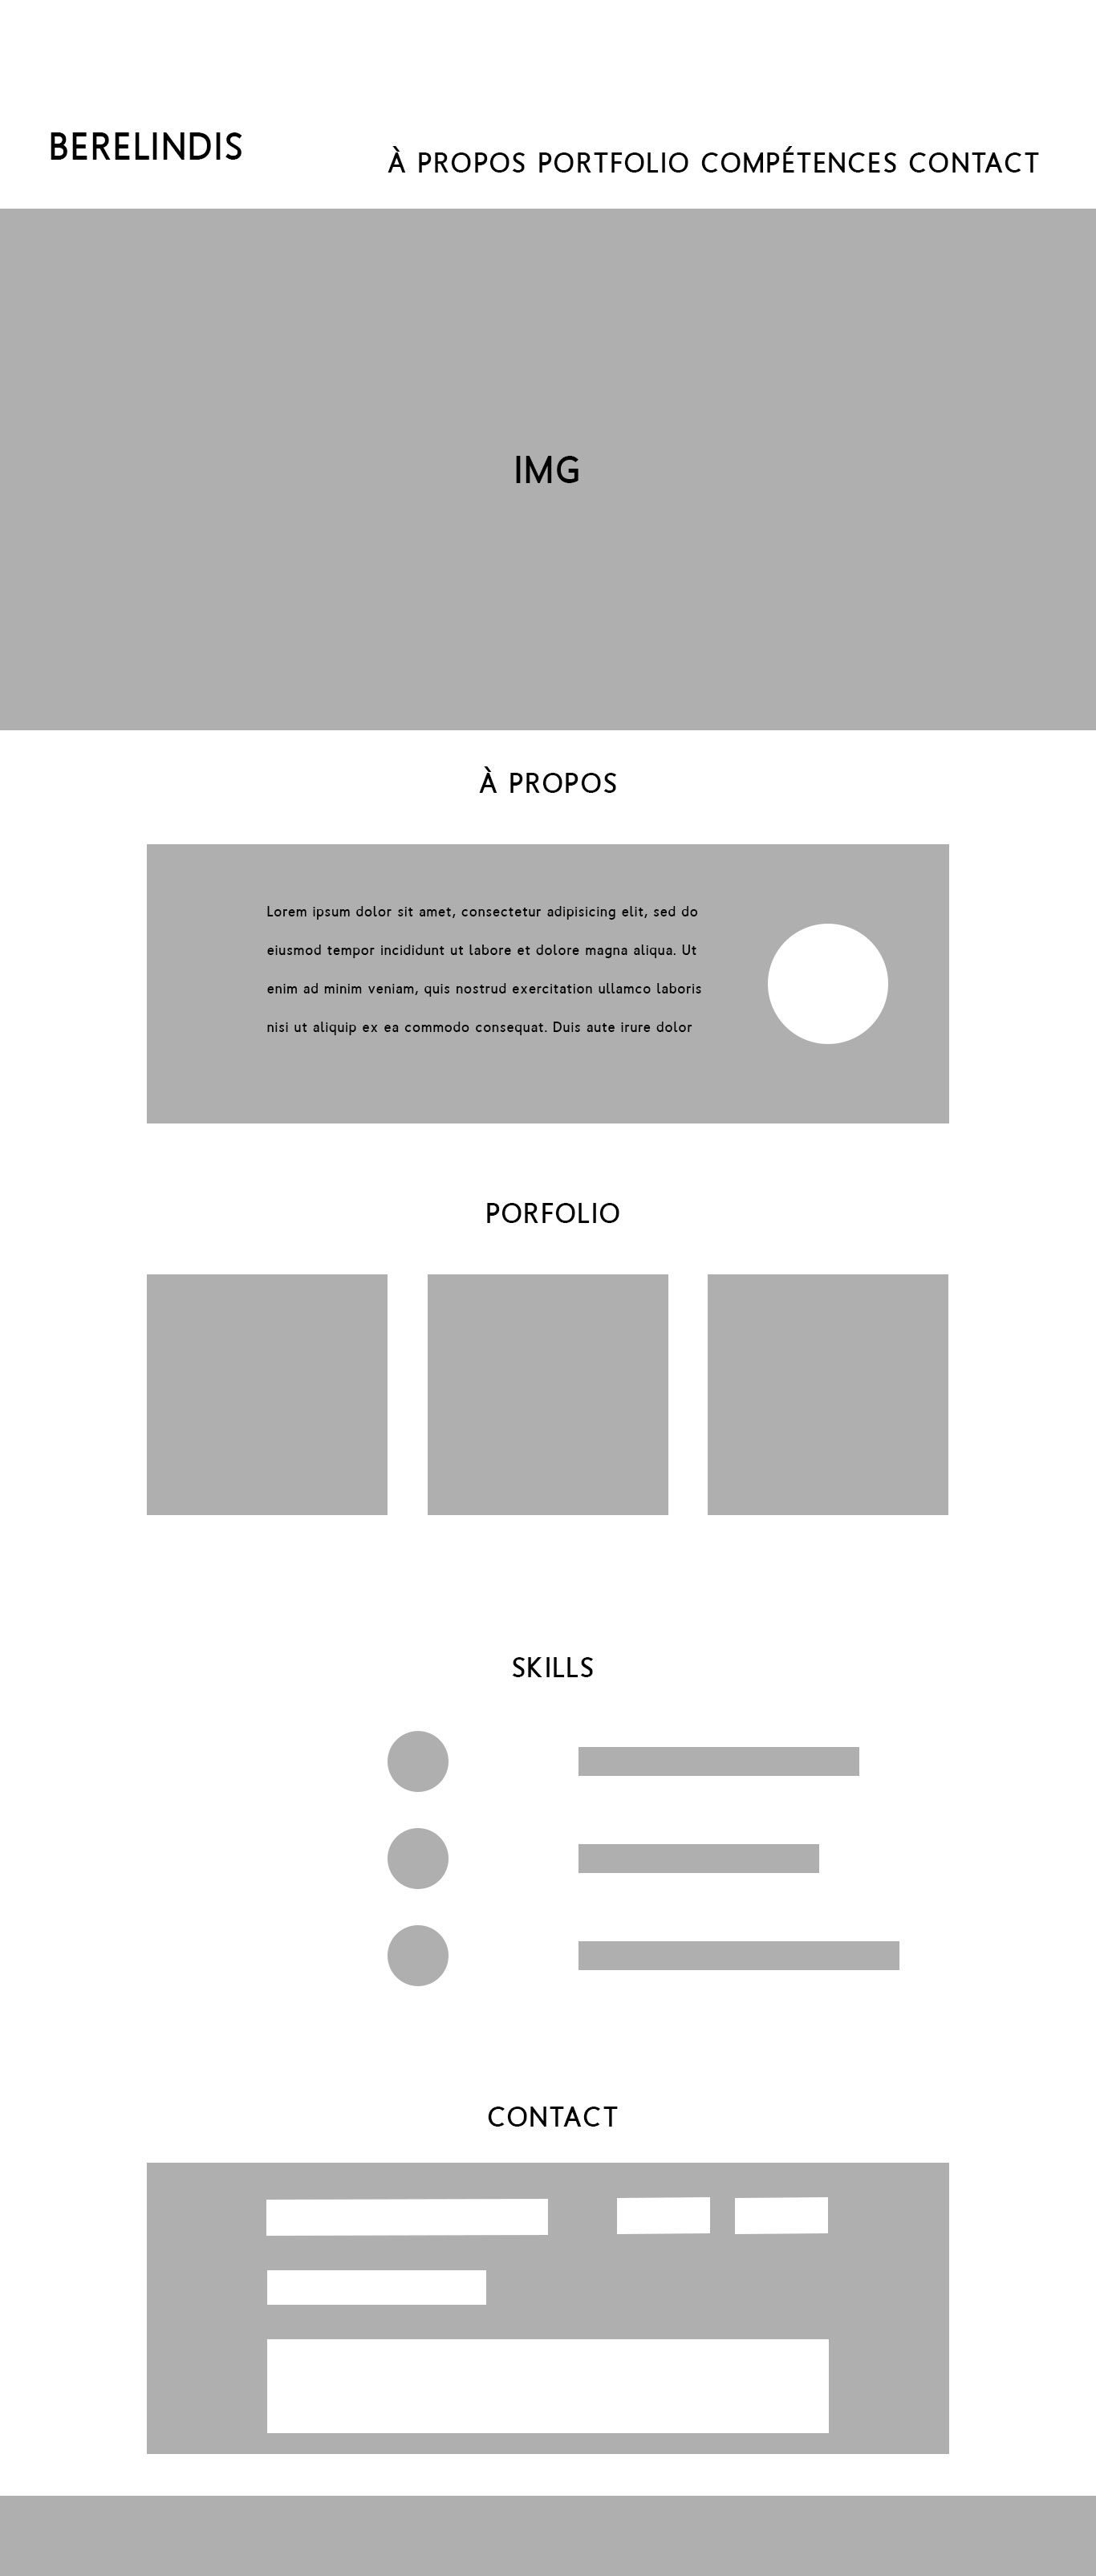 BERELINDIS
À PROPOS PORTFOLIO COMPÉTENCES CONTACT
IMG
À PROPOS
Lorem ipsum dolor sit amet, consectetur adipisicing elit, sed do
eiusmod tempor incididunt ut labore et dolore magna aliqua. Ut
enim ad minim veniam, quis nostrud exercitation ullamco laboris
nisi ut aliquip ex ea commodo consequat. Duis aute irure dolor
PORFOLIO
SKILLS
CONTACT